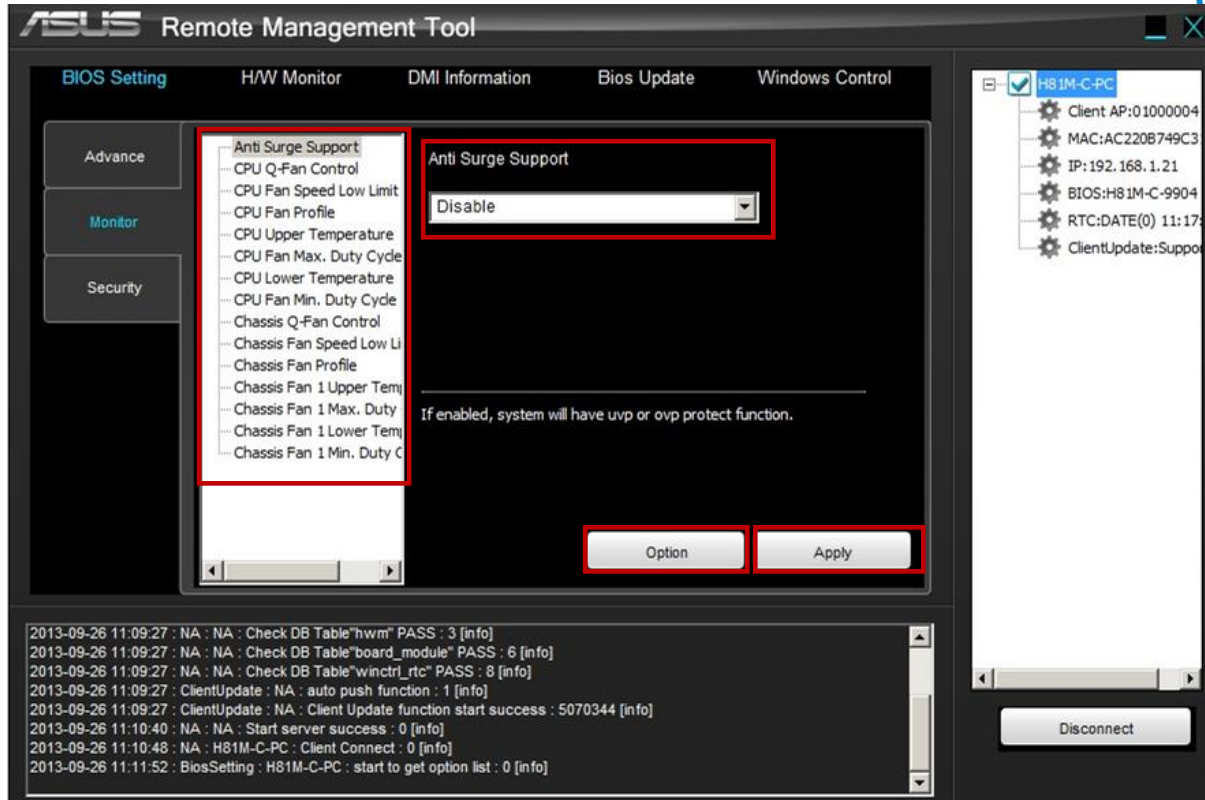 ASUS Remote Management Tool
BIOS Setting
H/W Monitor
DMI Information
Bios Update
Windows Control
Advance
Monitor
Security
Anti Surge Support
CPU Q-Fan Control
CPU Fan Speed Low Limit
CPU Fan Profile
CPU Upper Temperature
CPU Fan Max. Duty Cycle
CPU Lower Temperature
CPU Fan Min. Duty Cycle
Chassis Q-Fan Control
Chassis Fan Speed Low Li
Chassis Fan Profile
Chassis Fan 1 Upper Tem
Chassis Fan 1 Max. Duty
Chassis Fan 1 Lower Tem
Chassis Fan 1 Min. Duty C
Anti Surge Support
Disable
If enabled, system will have uvp or ovp protect function.
Option
Apply
H81M-C-PC
Client AP:01000004
MAC:AC220B749C3
IP:192.168.1.21
BIOS:H81M-C-9904
RTC:DATE(0) 11:17:
ClientUpdate:Suppo
Disconnect
2013-09-26 11:09:27 : NA : NA : Check DB Table"hwm" PASS : 3 [info]
2013-09-26 11:09:27 : NA : NA : Check DB Table"board_module" PASS : 6 [info]
2013-09-26 11:09:27 : NA : NA : Check DB Table"winctrl_rtc" PASS : 8 [info]
2013-09-26 11:09:27 : ClientUpdate : NA : auto push function : 1 [info]
2013-09-26 11:09:27 : ClientUpdate : NA : Client Update function start success : 5070344 [info]
2013-09-26 11:10:40 : NA : NA : Start server success : 0 [info]
2013-09-26 11:10:48 : NA : H81M-C-PC : Client Connect : 0 [info]
2013-09-26 11:11:52 : BiosSetting : H81M-C-PC : start to get option list : 0 [info]